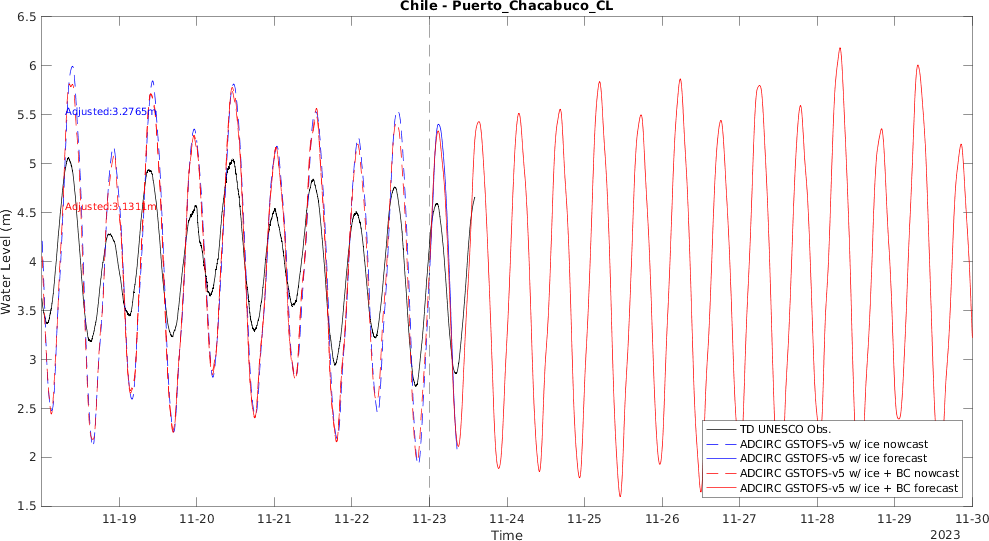 Chile - Puerto_Chacabuco_CL
6.5
6
5.5
5
4.5
4
3.5
3
2.5
2
1.5
Water Level (m)
Adjusted:3.2765m
Adjusted:3.1311m
TD UNESCO Obs.
ADCIRC GSTOFS-v5 w/ ice nowcast
ADCIRC GSTOFS-v5 w/ ice forecast
ADCIRC GSTOFS-v5 w/ ice + BC nowcast
ADCIRC GSTOFS-v5 w/ ice + BC forecast
11-19 11-20 11-21 11-22 11-23 11-24 11-25 11-26 11-27 11-28 11-29 11-30
Time
2023